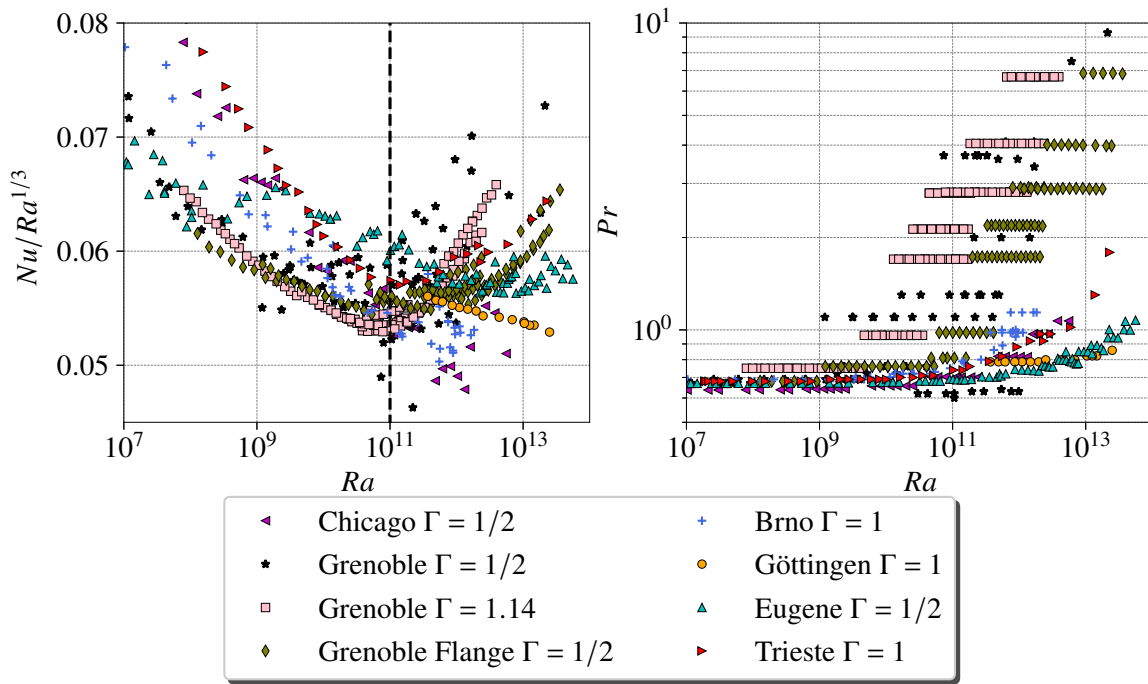 0.08
0.07
0.06
0.05
Nu/Ra^{1/3}
10^7
10^9
10^{11}
10^{13}
Ra
10^1
10^0
Pr
10^7
10^9
10^{11}
10^{13}
Ra
Chicago Γ = 1/2
Grenoble Γ = 1/2
Grenoble Γ = 1.14
Grenoble Flange Γ = 1/2
Brno Γ = 1
Göttingen Γ = 1
Eugene Γ = 1/2
Trieste Γ = 1